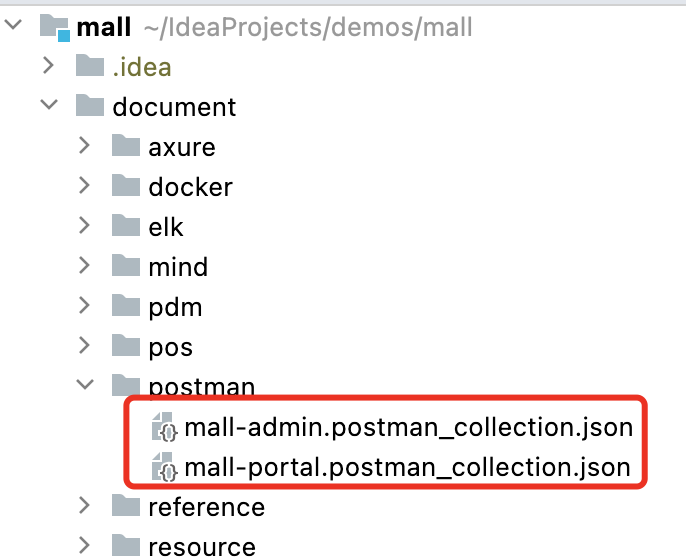 mall ~/IdeaProjects/demos/mall
.idea
document
axure
docker
elk
mind
pdm
pos
postman
mall-admin.postman_collection.json
mall-portal.postman_collection.json
reference
resource